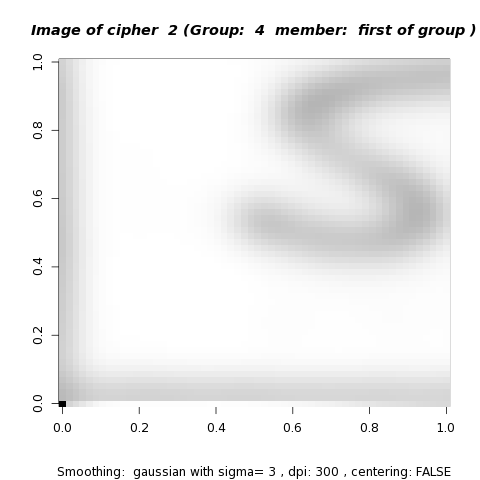 Image of cipher 2 (Group: 4 member: first of group )
1.0
0.8
0.6
0.4
0.2
0.0
0.0 0.2 0.4 0.6 0.8 1.0
Smoothing: gaussian with sigma= 3 , dpi: 300 , centering: FALSE